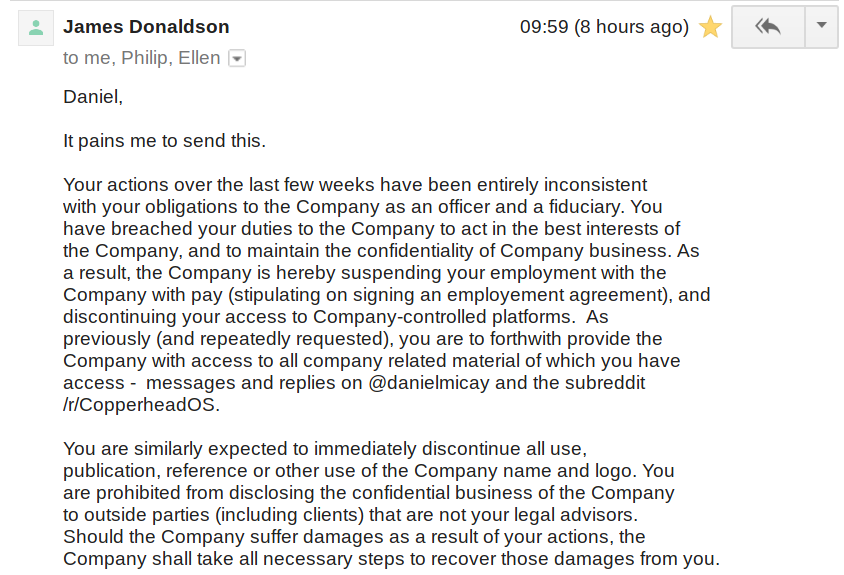 James Donaldson 09:59 (8 hours ago)
to me, Philip, Ellen
Daniel,
It pains me to send this.
Your actions over the last few weeks have been entirely inconsistent
with your obligations to the Company as an officer and a fiduciary. You
have breached your duties to the Company to act in the best interests of
the Company, and to maintain the confidentiality of Company business. As
a result, the Company is hereby suspending your employment with the
Company with pay (stipulating on signing an employement agreement), and
discontinuing your access to Company-controlled platforms.  As
previously (and repeatedly requested), you are to forthwith provide the
Company with access to all company related material of which you have
access -  messages and replies on @danielmicay and the subreddit
/r/CopperheadOS.
You are similarly expected to immediately discontinue all use,
publication, reference or other use of the Company name and logo. You
are prohibited from disclosing the confidential business of the Company
to outside parties (including clients) that are not your legal advisors.
Should the Company suffer damages as a result of your actions, the
Company shall take all necessary steps to recover those damages from you.